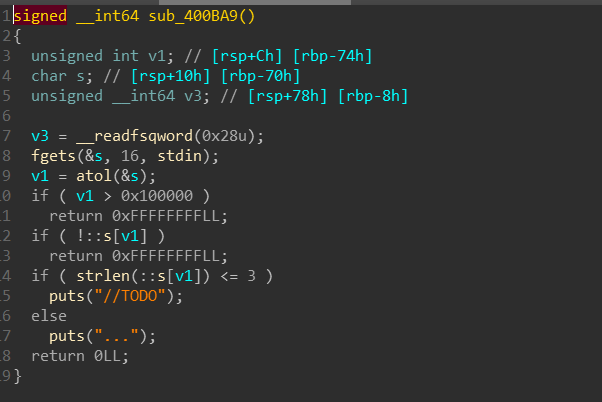 1 signed __int64 sub_400BA9()
2 {
3 unsigned int v1; // [rsp+Ch] [rbp-74h]
4 char s; // [rsp+10h] [rbp-70h]
5 unsigned __int64 v3; // [rsp+78h] [rbp-8h]
6
7 v3 = __readfsqword(0x28u);
8 fgets(&s, 16, stdin);
9 v1 = atol(&s);
0 if ( v1 > 0x100000 )
1 return 0xFFFFFFFFLL;
2 if ( !::s[v1] )
3 return 0xFFFFFFFFLL;
4 if ( strlen(::s[v1]) <= 3 )
5 puts("//TODO");
6 else
7 puts("...");
8 return 0LL;
9 }